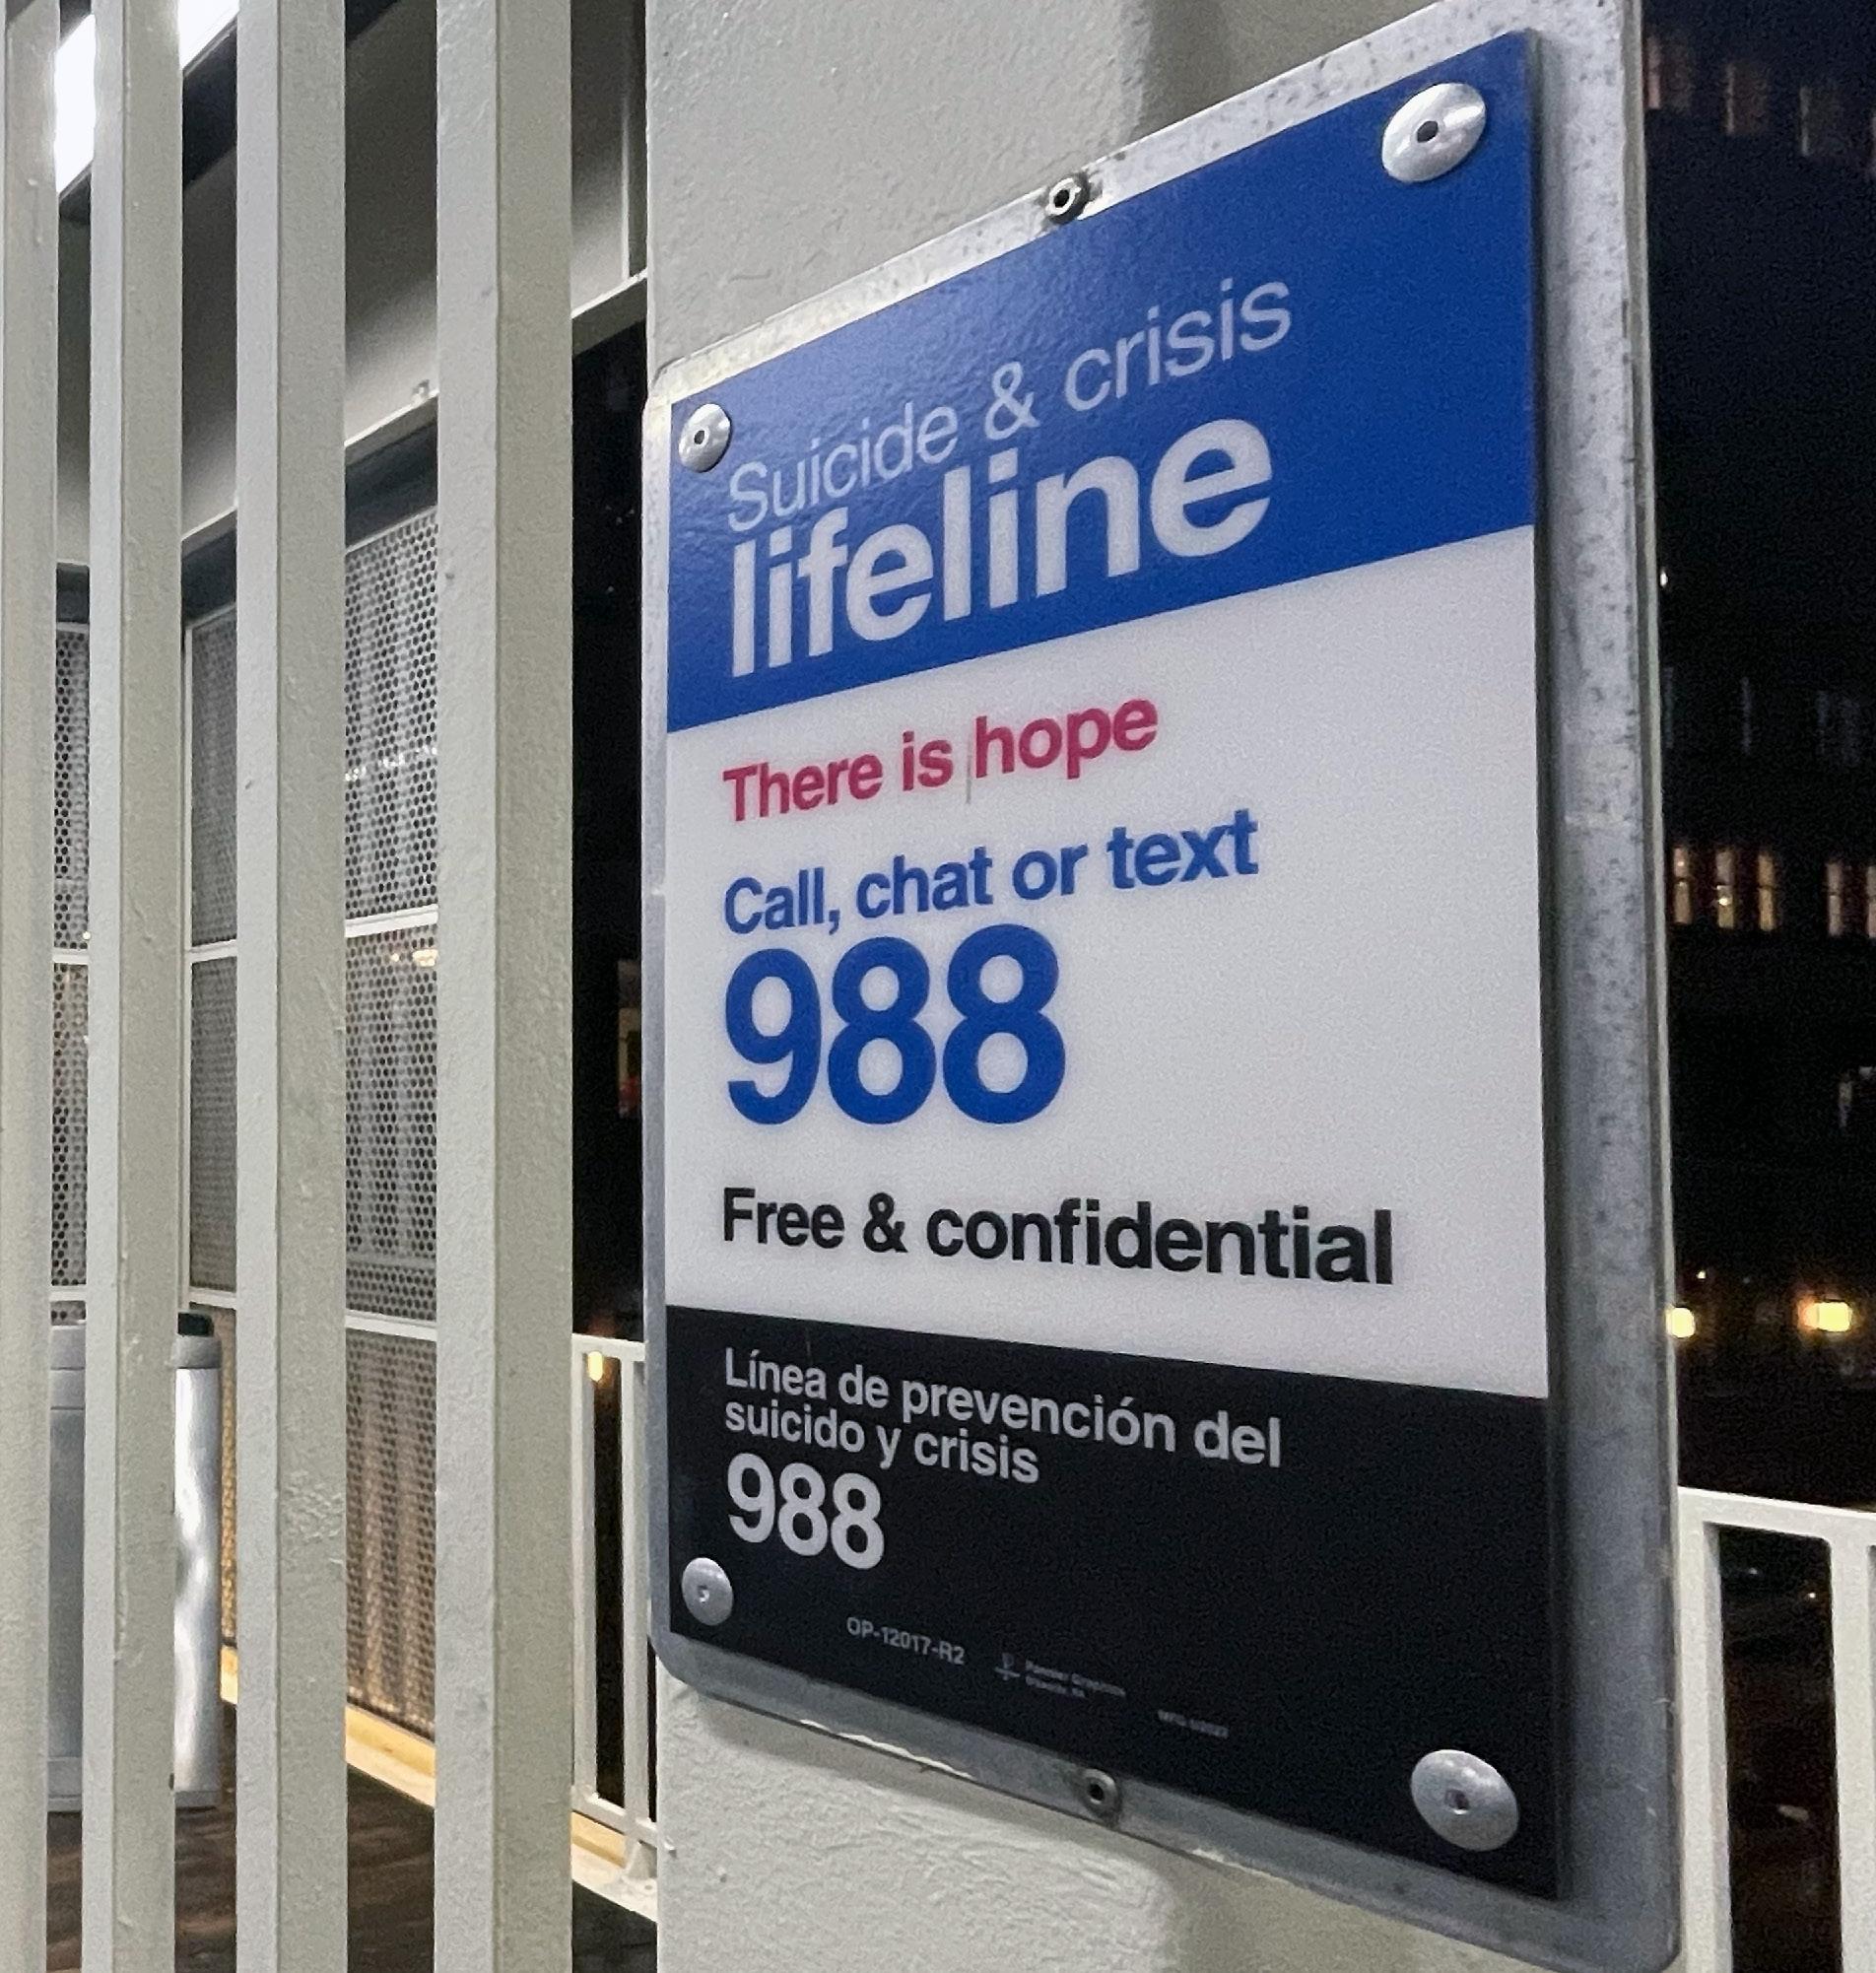 Suicide & crisis
lifeline
There is hope
Call, chat or text
988
Free & confidential
Línea de prevención del
suicido y crisis
988
OP-12017-R2